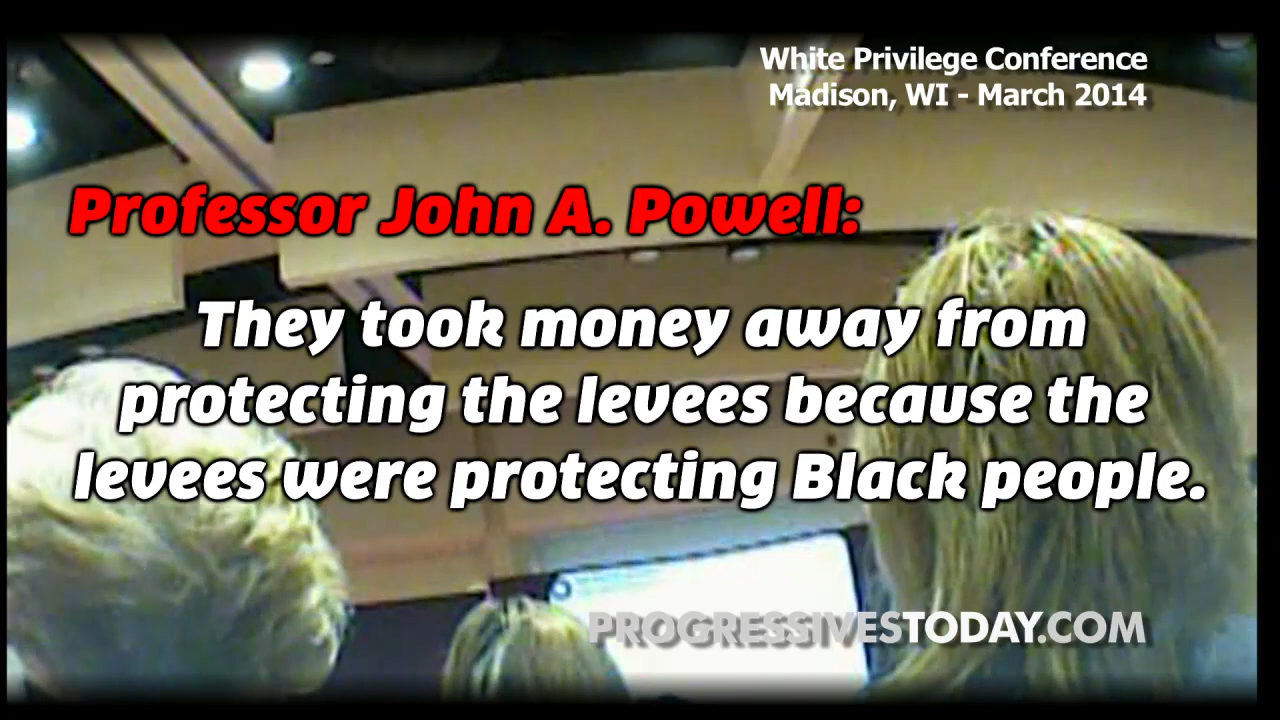 White Privilege Conference
Madison, WI - March 2014
Professor John A. Powell:
They took money away from
protecting the levees because the
levees were protecting Black people.
PROGRESSIVESTODAY.COM